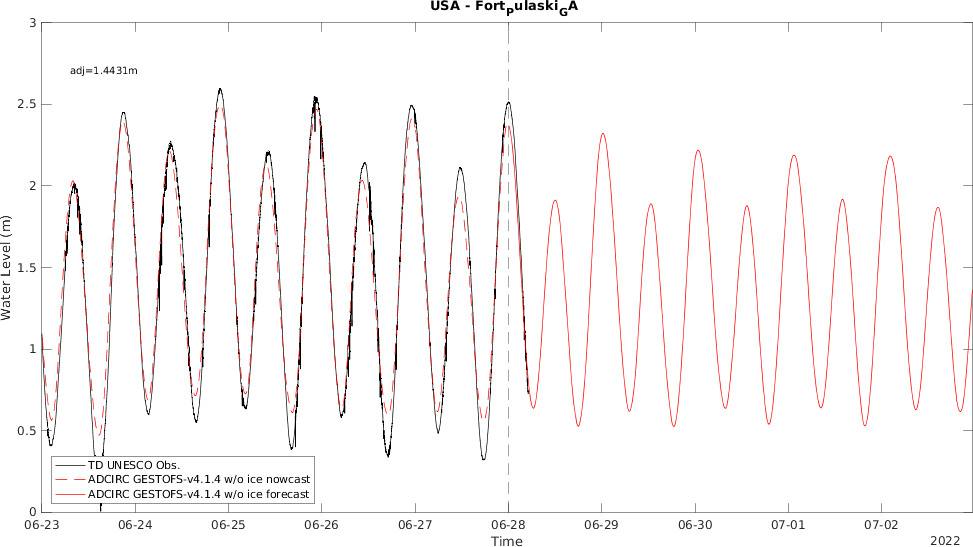 USA - FortPulaskiGA
3
adj=1.4431m
2.5
2
1.5
1
0.5
0
Water Level (m)
TD UNESCO Obs.
ADCIRC GESTOFS-v4.1.4 w/o ice nowcast
ADCIRC GESTOFS-v4.1.4 w/o ice forecast
06-23 06-24 06-25 06-26 06-27 06-28 06-29 06-30 07-01 07-02
Time
2022